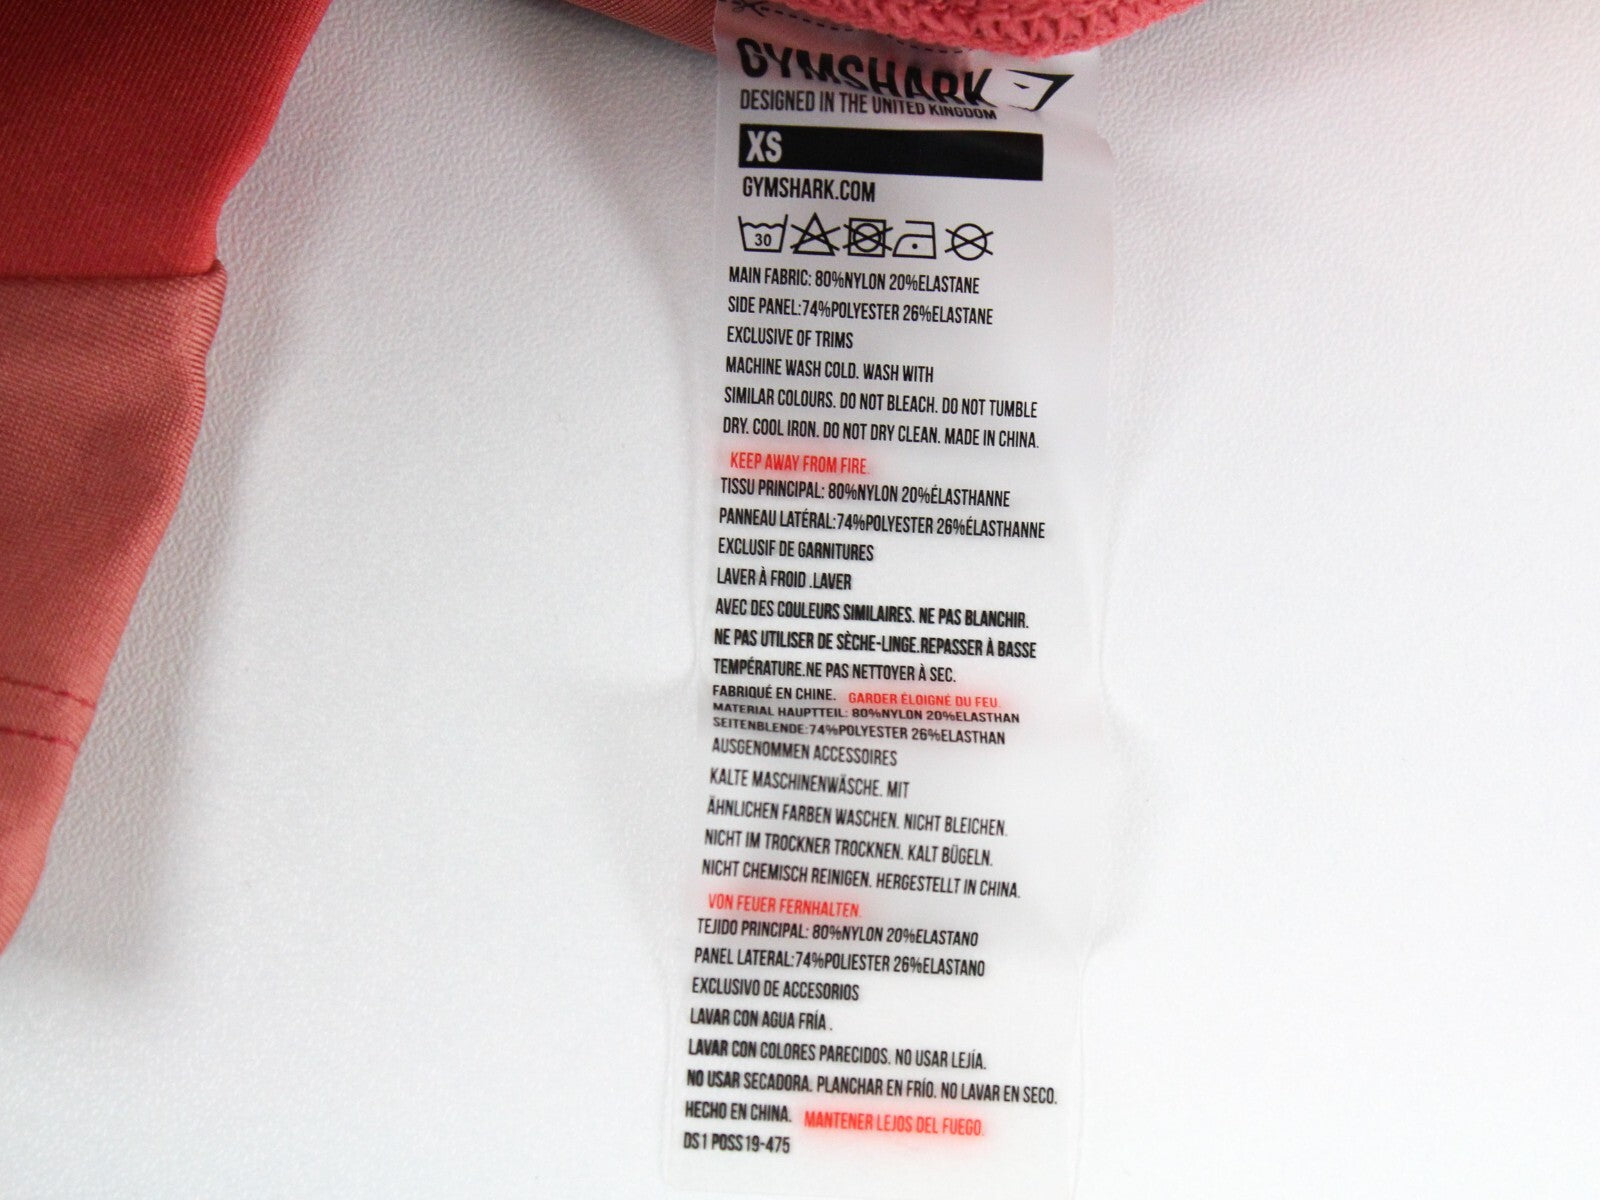 GYMSHARK
DESIGNED IN THE UNITED KINGDOM
XS
GYMSHARK.COM
30
MAIN FABRIC: 80%NYLON 20%ELASTANE
SIDE PANEL:74%POLYESTER 26%ELASTANE
EXCLUSIVE OF TRIMS
MACHINE WASH COLD. WASH WITH
SIMILAR COLOURS. DO NOT BLEACH. DO NOT TUMBLE
DRY. COOL IRON. DO NOT DRY CLEAN. MADE IN CHINA.
KEEP AWAY FROM FIRE.
TISSU PRINCIPAL: 80%NYLON 20%ÉLASTHANNE
PANNEAU LATÉRAL:74%POLYESTER 26%ÉLASTHANNE
EXCLUSIF DE GARNITURES
LAVER À FROID .LAVER
AVEC DES COULEURS SIMILAIRES. NE PAS BLANCHIR.
NE PAS UTILISER DE SÈCHE-LINGE.REPASSER À BASSE
TEMPÉRATURE.NE PAS NETTOYER À SEC.
FABRIQUÉ EN CHINE. GARDER ÉLOIGNÉ DU FEU.
MATERIAL HAUPTTEIL: 80%NYLON 20%ELASTHAN
SEITENBLENDE:74%POLYESTER 26%ELASTHAN
AUSGENOMMEN ACCESSOIRES
KALTE MASCHINENWÄSCHE. MIT
ÄHNLICHEN FARBEN WASCHEN. NICHT BLEICHEN.
NICHT IM TROCKNER TROCKNEN. KALT BÜGELN.
NICHT CHEMISCH REINIGEN. HERGESTELLT IN CHINA.
VON FEUER FERNHALTEN.
TEJIDO PRINCIPAL: 80%NYLON 20%ELASTANO
PANEL LATERAL:74%POLIESTER 26%ELASTANO
EXCLUSIVO DE ACCESORIOS
LAVAR CON AGUA FRÍA .
LAVAR CON COLORES PARECIDOS. NO USAR LEJÍA.
NO USAR SECADORA. PLANCHAR EN FRÍO. NO LAVAR EN SECO.
HECHO EN CHINA. MANTENER LEJOS DEL FUEGO.
DS1 POSS19-475